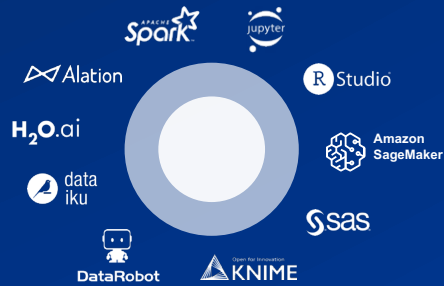 APACHE
Spark
jupyter
Alation
R Studio
H2O.ai
Amazon
SageMaker
data
iku
sas
DataRobot
Open for Innovation
KNIME